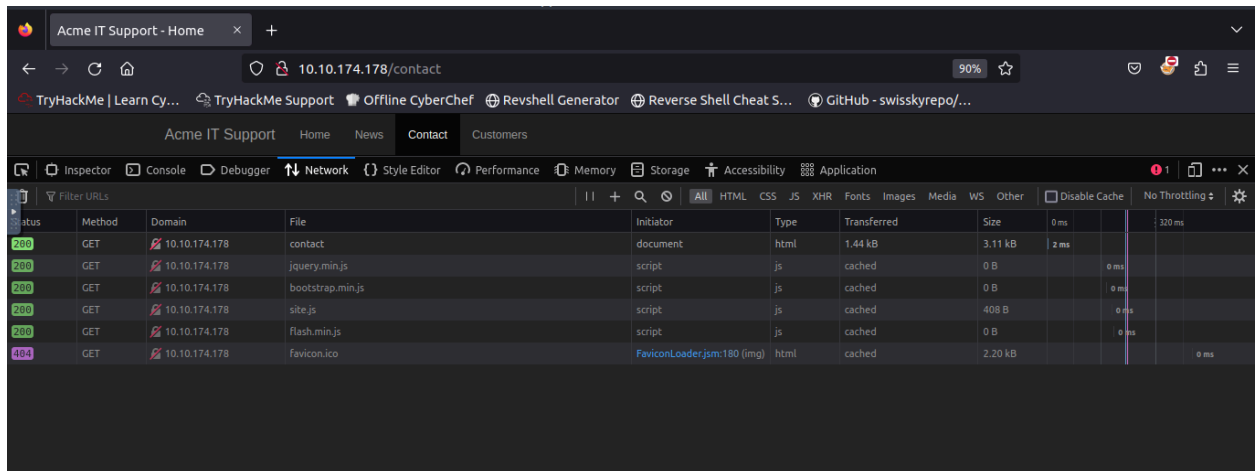 Acme IT Support - Home × +
10.10.174.178/contact 90%
TryHackMe | Learn Cy... TryHackMe Support Offline CyberChef Revshell Generator Reverse Shell Cheat S... GitHub - swisskyrepo/...
Acme IT Support Home News Contact Customers
Inspector Console Debugger Network {} Style Editor Performance Memory Storage Accessibility Application 1
Filter URLs All HTML CSS JS XHR Fonts Images Media WS Other Disable Cache No Throttling
atus Method Domain File Initiator Type Transferred Size 0 ms 320 ms
200 GET 10.10.174.178 contact document html 1.44 kB 3.11 kB 2 ms
200 GET 10.10.174.178 jquery.min.js script js cached 0 B 0 ms
200 GET 10.10.174.178 bootstrap.min.js script js cached 0 B 0 ms
200 GET 10.10.174.178 site.js script js cached 408 B 0 ms
200 GET 10.10.174.178 flash.min.js script js cached 0 B 0 ms
404 GET 10.10.174.178 favicon.ico FaviconLoader.jsm:180 (img) html cached 2.20 kB 0 ms